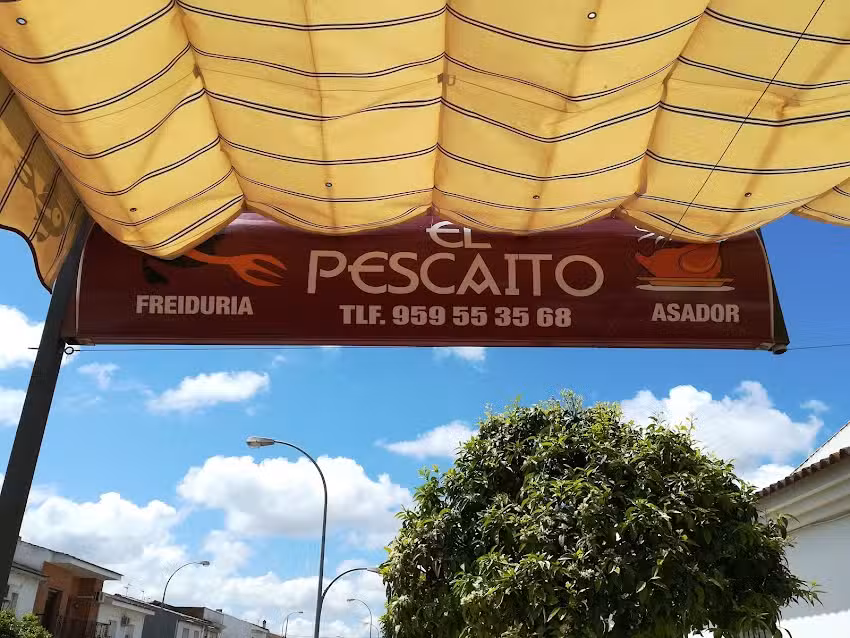 EL
PESCAITO
FREIDURIA
TLF. 959 55 35 68
ASADOR